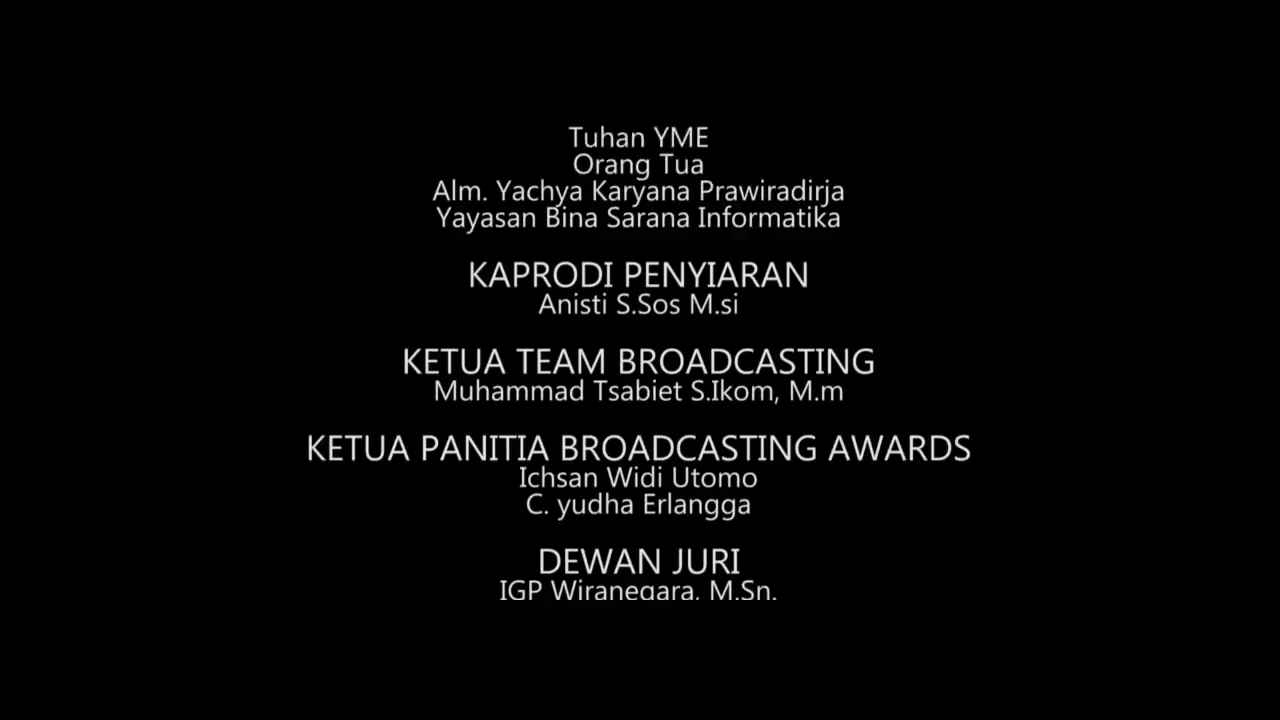 Tuhan YME
Orang Tua
Alm. Yachya Karyana Prawiradirja
Yayasan Bina Sarana Informatika
KAPRODI PENYIARAN
Anisti S.Sos M.si
KETUA TEAM BROADCASTING
Muhammad Tsabiet S.Ikom, M.m
KETUA PANITIA BROADCASTING AWARDS
Ichsan Widi Utomo
C. yudha Erlangga
DEWAN JURI
IGP Wiranegara, M.Sn.